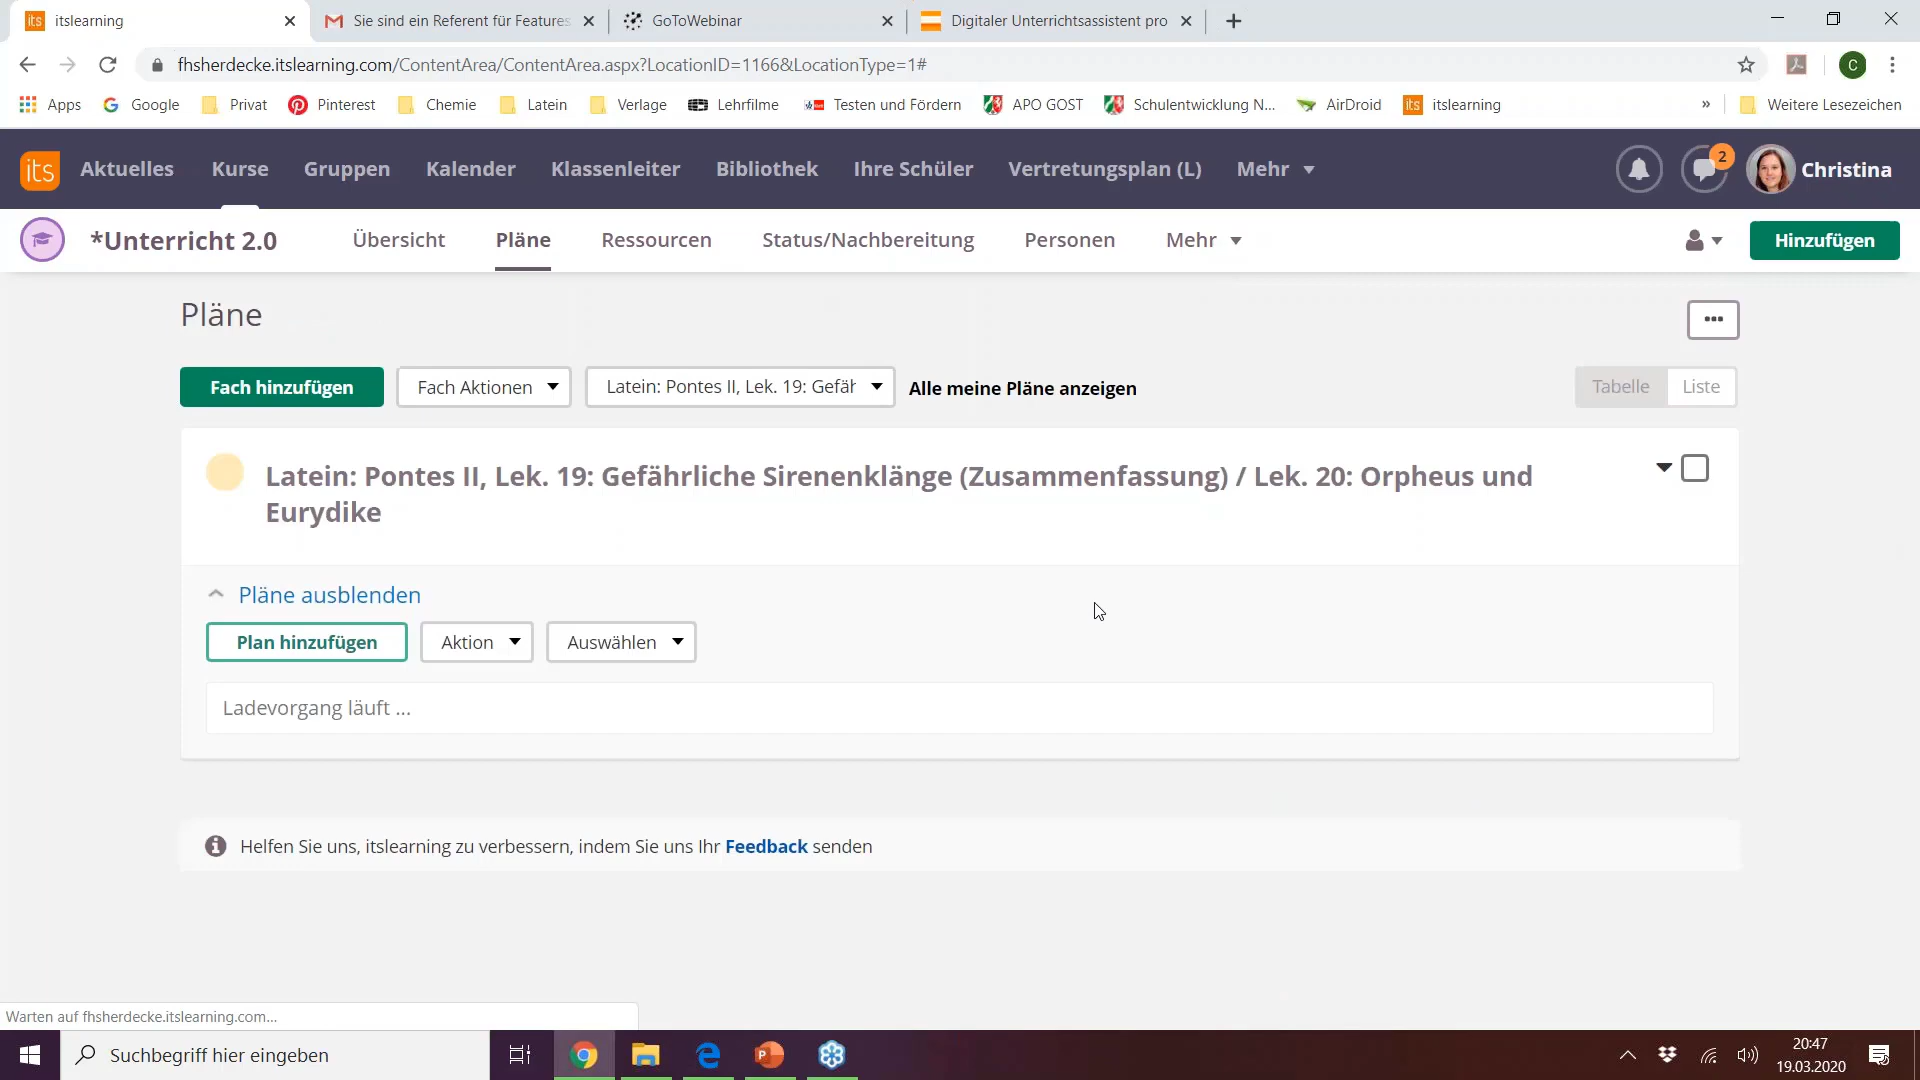 itslearning
Sie sind ein Referent für Features
GoToWebinar
Digitaler Unterrichtsassistent pro
fhsherdecke.itslearning.com/ContentArea/ContentArea.aspx?LocationID=1166&LocationType=1#
C
Apps
Google
Privat
Pinterest
Chemie
Latein
Verlage
Lehrfilme
Testen und Fördern
APO GOST
Schulentwicklung N...
AirDroid
its
itslearning
»
Weitere Lesezeichen
its
Aktuelles
Kurse
Gruppen
Kalender
Klassenleiter
Bibliothek
Ihre Schüler
Vertretungsplan (L)
Mehr
2
Christina
*Unterricht 2.0
Übersicht
Pläne
Ressourcen
Status/Nachbereitung
Personen
Mehr
Hinzufügen
Pläne
Fach hinzufügen
Fach Aktionen
Latein: Pontes II, Lek. 19: Gefäh
Alle meine Pläne anzeigen
Tabelle
Liste
Latein: Pontes II, Lek. 19: Gefährliche Sirenenklänge (Zusammenfassung) / Lek. 20: Orpheus und
Eurydike
Pläne ausblenden
Plan hinzufügen
Aktion
Auswählen
Ladevorgang läuft ...
Helfen Sie uns, itslearning zu verbessern, indem Sie uns Ihr Feedback senden
Warten auf fhsherdecke.itslearning.com...
Suchbegriff hier eingeben
20:47
19.03.2020